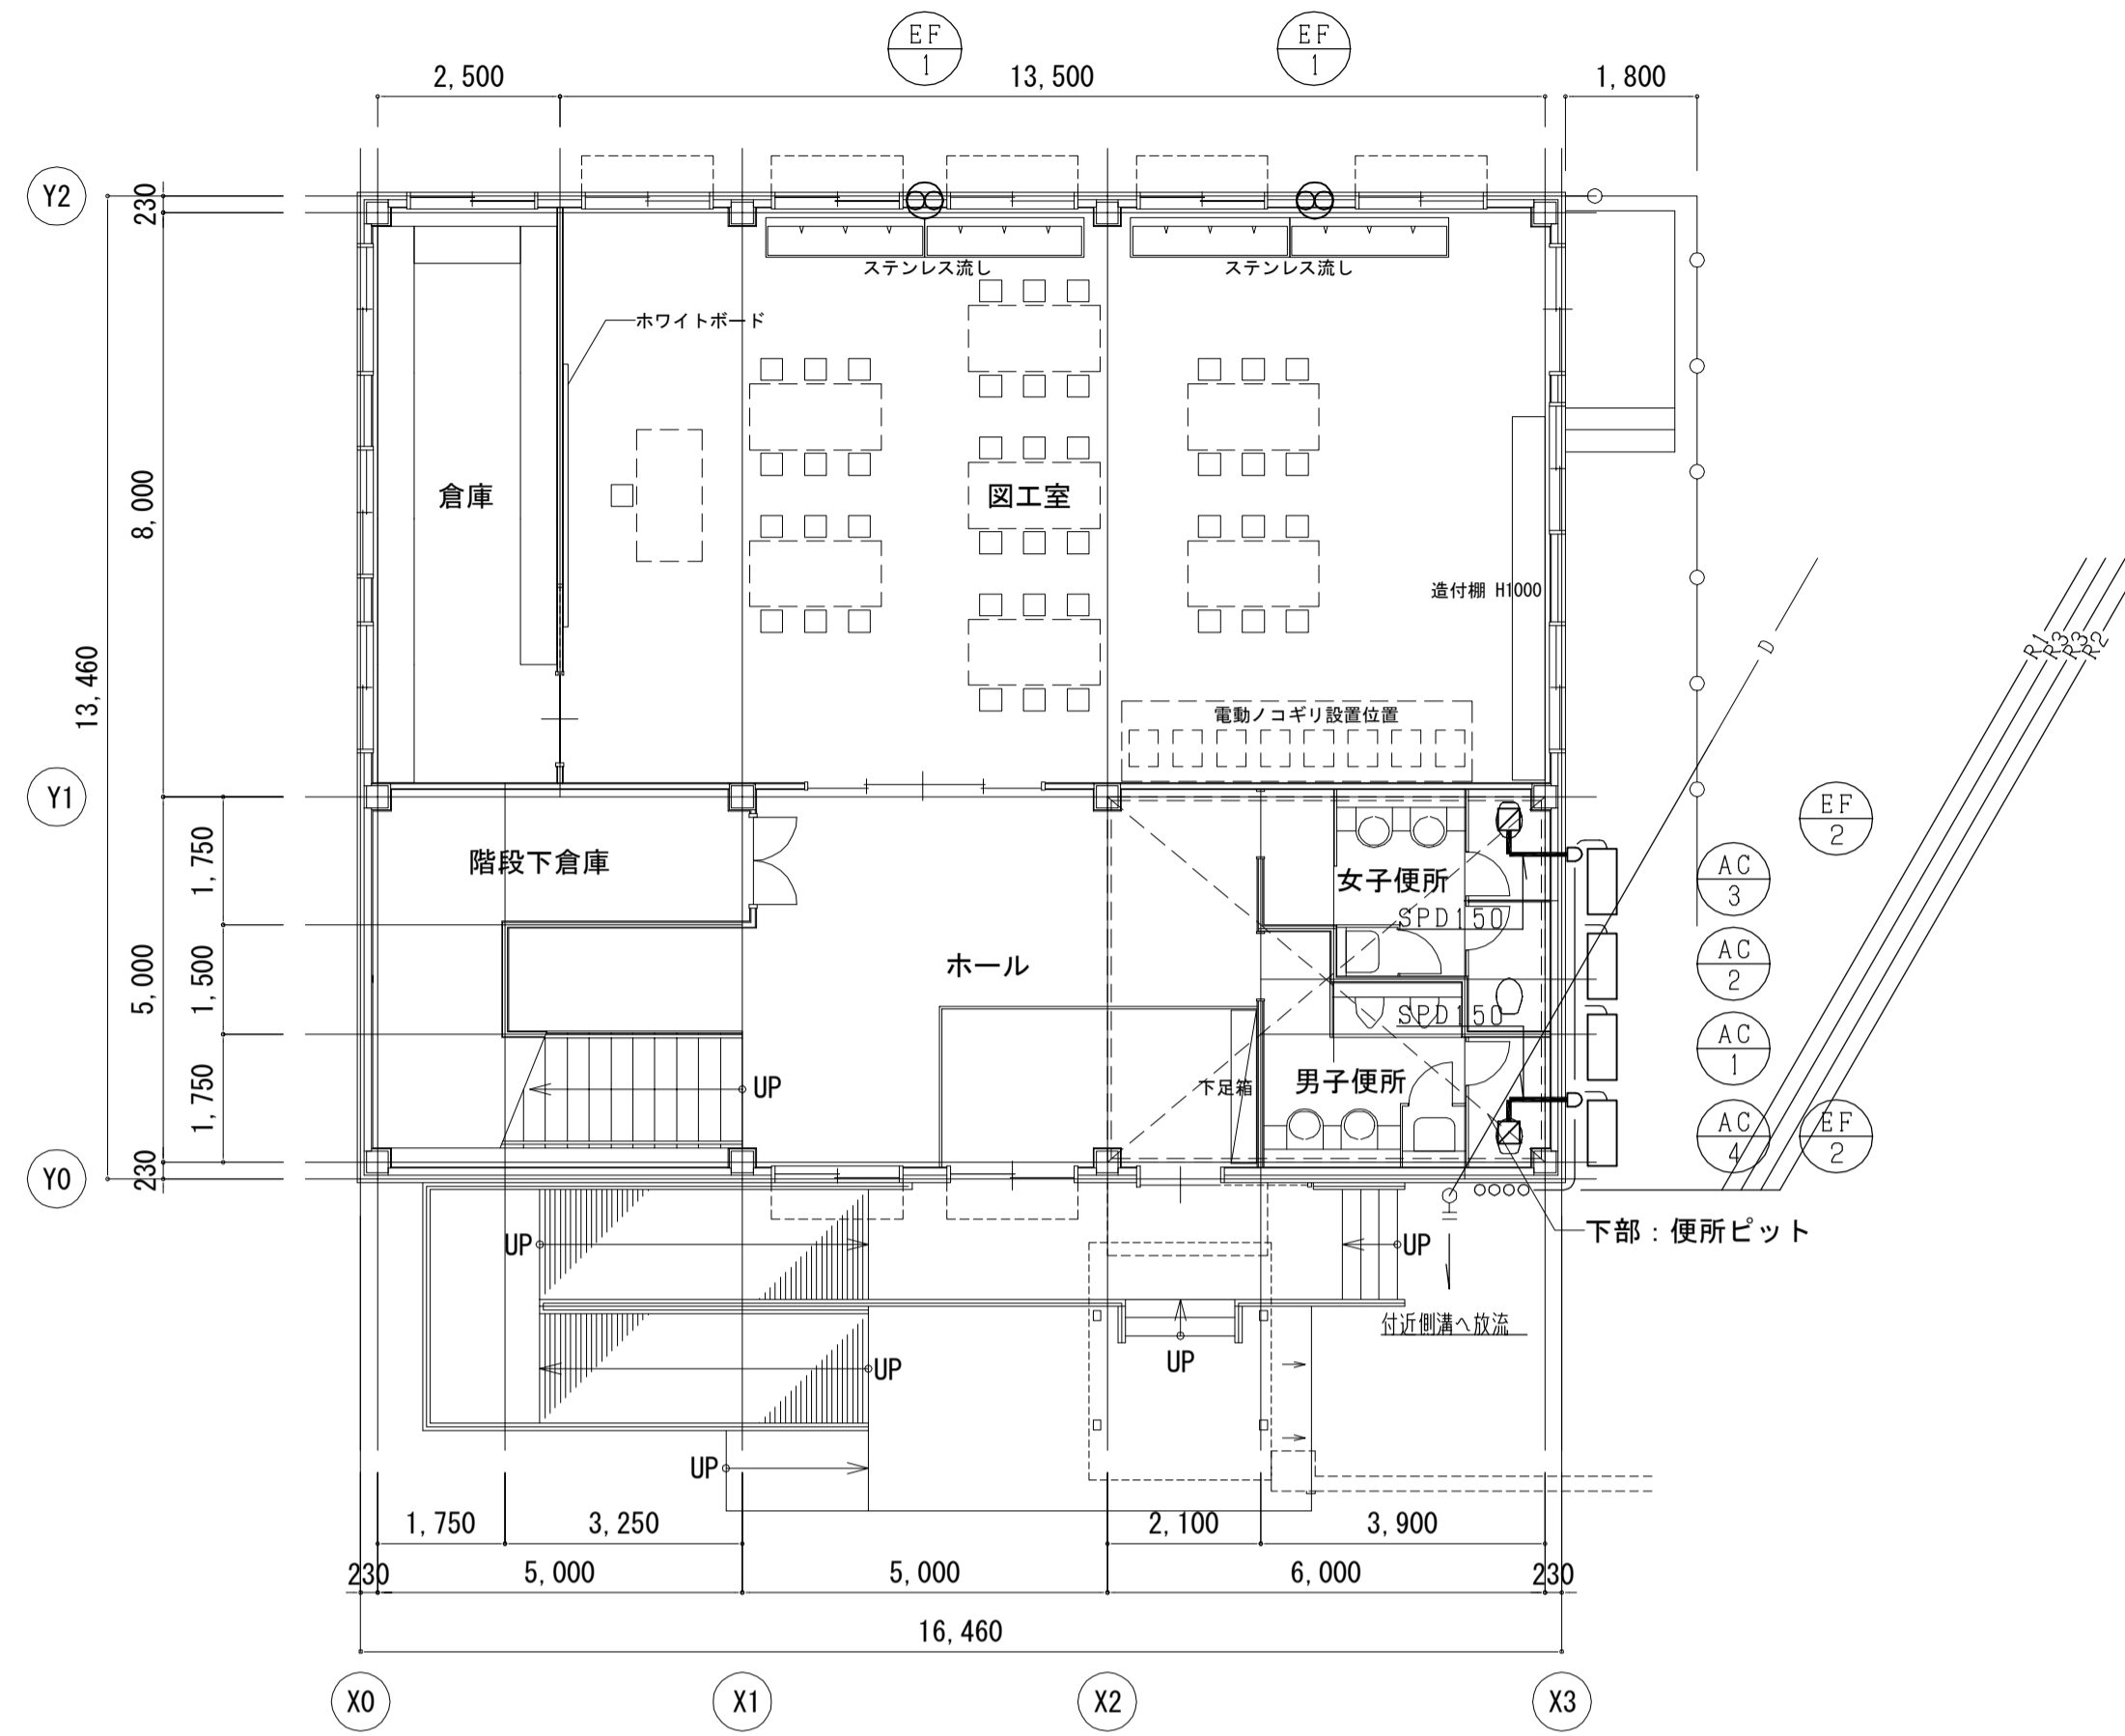 EF
1
EF
1
2,500
13,500
1,800
Y2
230
ステンレス流し
ステンレス流し
ホワイトボード
倉庫
図工室
8,000
造付棚 H1000
D
R1
R3
R3
R2
13,460
電動ノコギリ設置位置
Y1
EF
2
1,750
階段下倉庫
女子便所
AC
3
SPD150
5,000
1,500
ホール
AC
2
SPD150
AC
1
1,750
UP
下足箱
男子便所
AC
4
EF
2
Y0
230
下部：便所ピット
UP
UP
付近側溝へ放流
UP
UP
UP
1,750
3,250
2,100
3,900
230
5,000
5,000
6,000
230
16,460
X0
X1
X2
X3